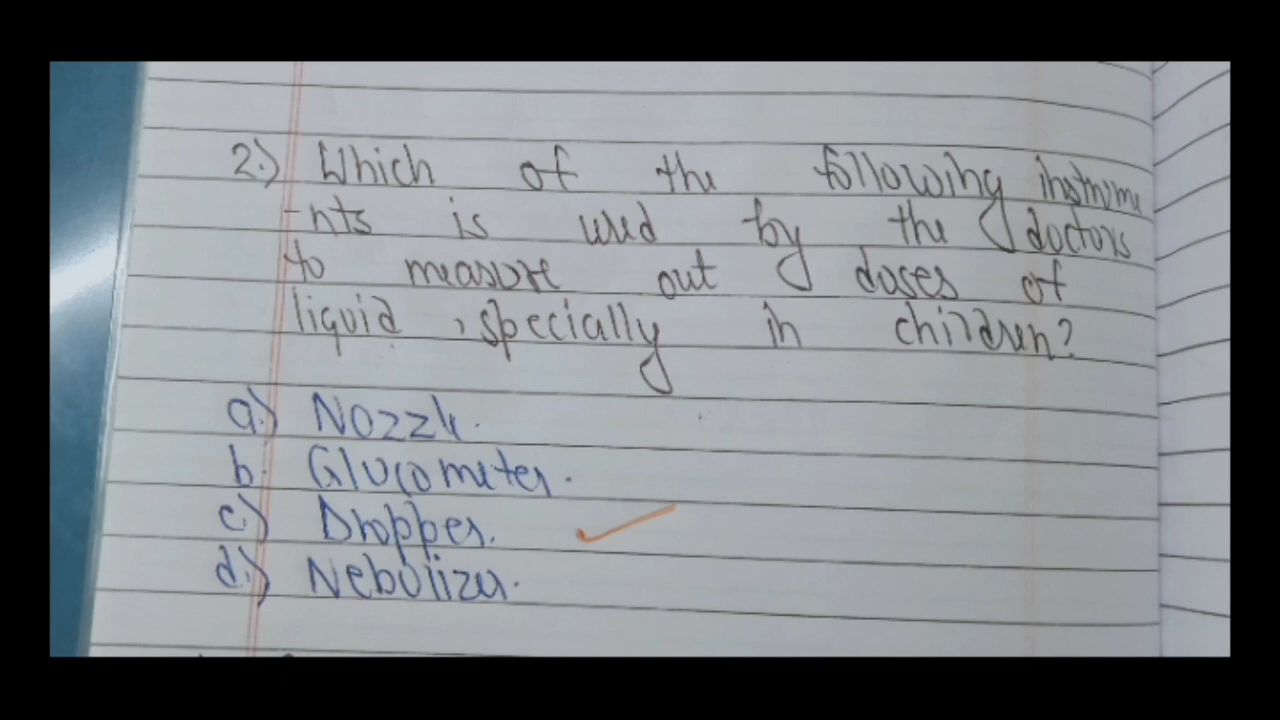 2.) Which of the following instrume
-nts is used by the doctors
to measure out doses of
liquid, specially in children?
a.) Nozzle.
b. Glucometer.
c.) Dropper.
d.) Nebulizer.